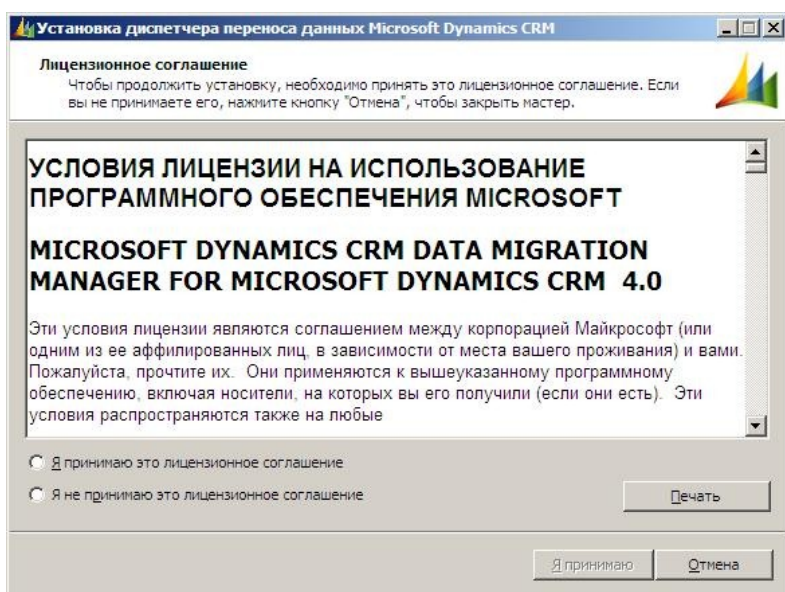 Установка диспетчера переноса данных Microsoft Dynamics CRM
Лицензионное соглашение
Чтобы продолжить установку, необходимо принять это лицензионное соглашение. Если
вы не принимаете его, нажмите кнопку "Отмена", чтобы закрыть мастер.
УСЛОВИЯ ЛИЦЕНЗИИ НА ИСПОЛЬЗОВАНИЕ
ПРОГРАММНОГО ОБЕСПЕЧЕНИЯ MICROSOFT
MICROSOFT DYNAMICS CRM DATA MIGRATION
MANAGER FOR MICROSOFT DYNAMICS CRM 4.0
Эти условия лицензии являются соглашением между корпорацией Майкрософт (или
одним из ее аффилированных лиц, в зависимости от места вашего проживания) и вами.
Пожалуйста, прочтите их. Они применяются к вышеуказанному программному
обеспечению, включая носители, на которых вы его получили (если они есть). Эти
условия распространяются также на любые
Я принимаю это лицензионное соглашение
Я не принимаю это лицензионное соглашение
Печать
Я принимаю
Отмена